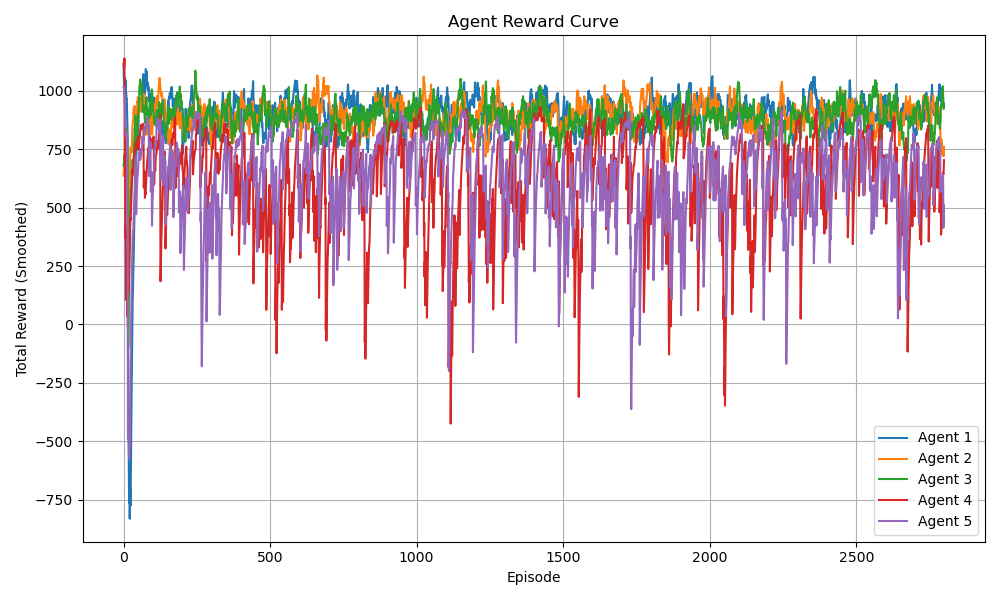 Agent Reward Curve
Total Reward (Smoothed)
1000
750
500
250
0
−250
−500
−750
0 500 1000 1500 2000 2500
Episode
Agent 1
Agent 2
Agent 3
Agent 4
Agent 5